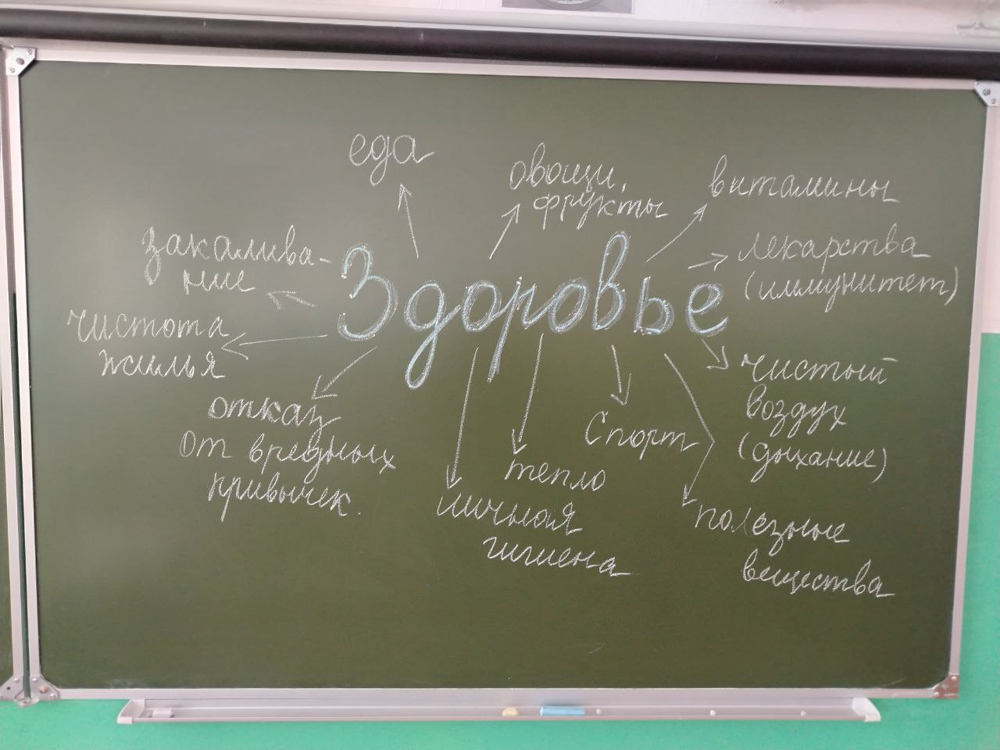 еда
овощи,
фрукты
витамины
закалива-
ние
Здоровье
лекарства
(иммунитет)
чистота
жилья
отказ
от вредных
привычек.
личная
гигиена
тепло
Спорт
чистый
воздух
(дыхание)
полезные
вещества